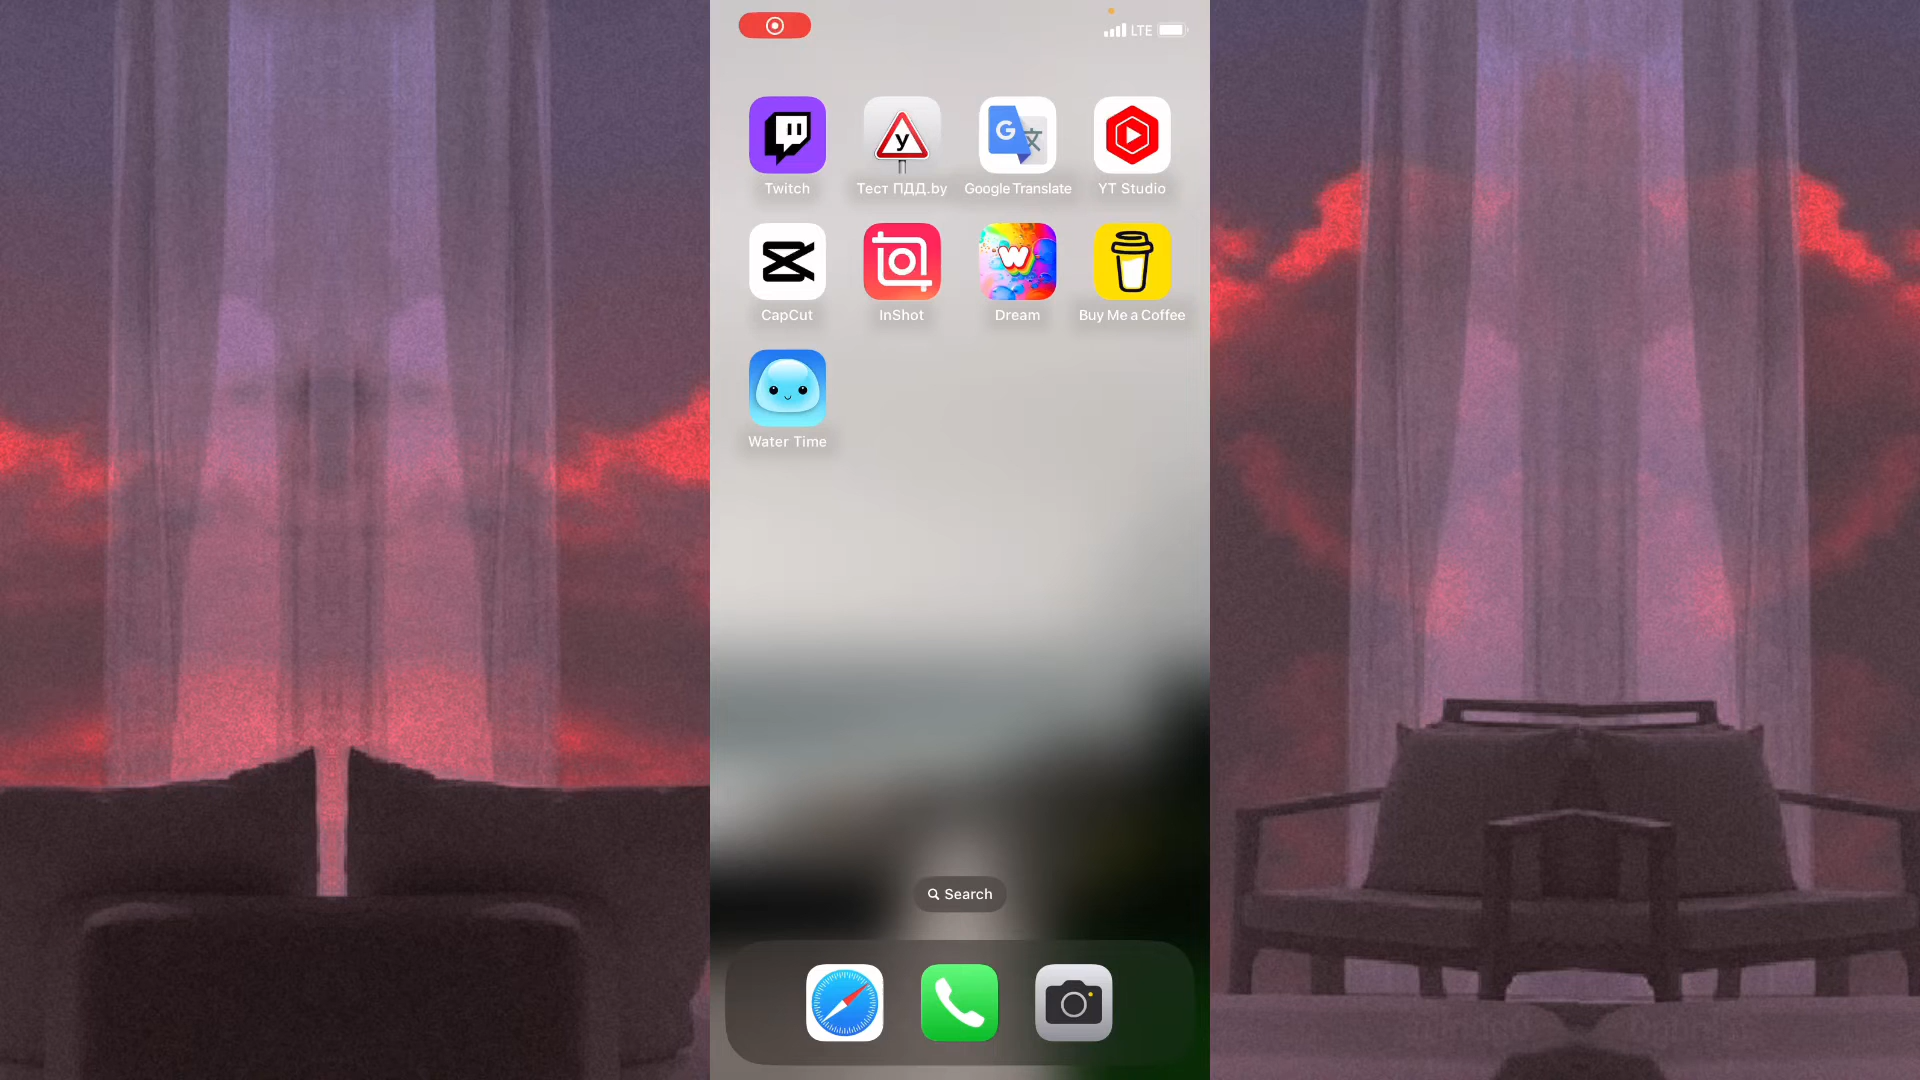 LTE
Twitch
Тест ПДД.by
Google Translate
YT Studio
CapCut
InShot
Dream
Buy Me a Coffee
Water Time
Search